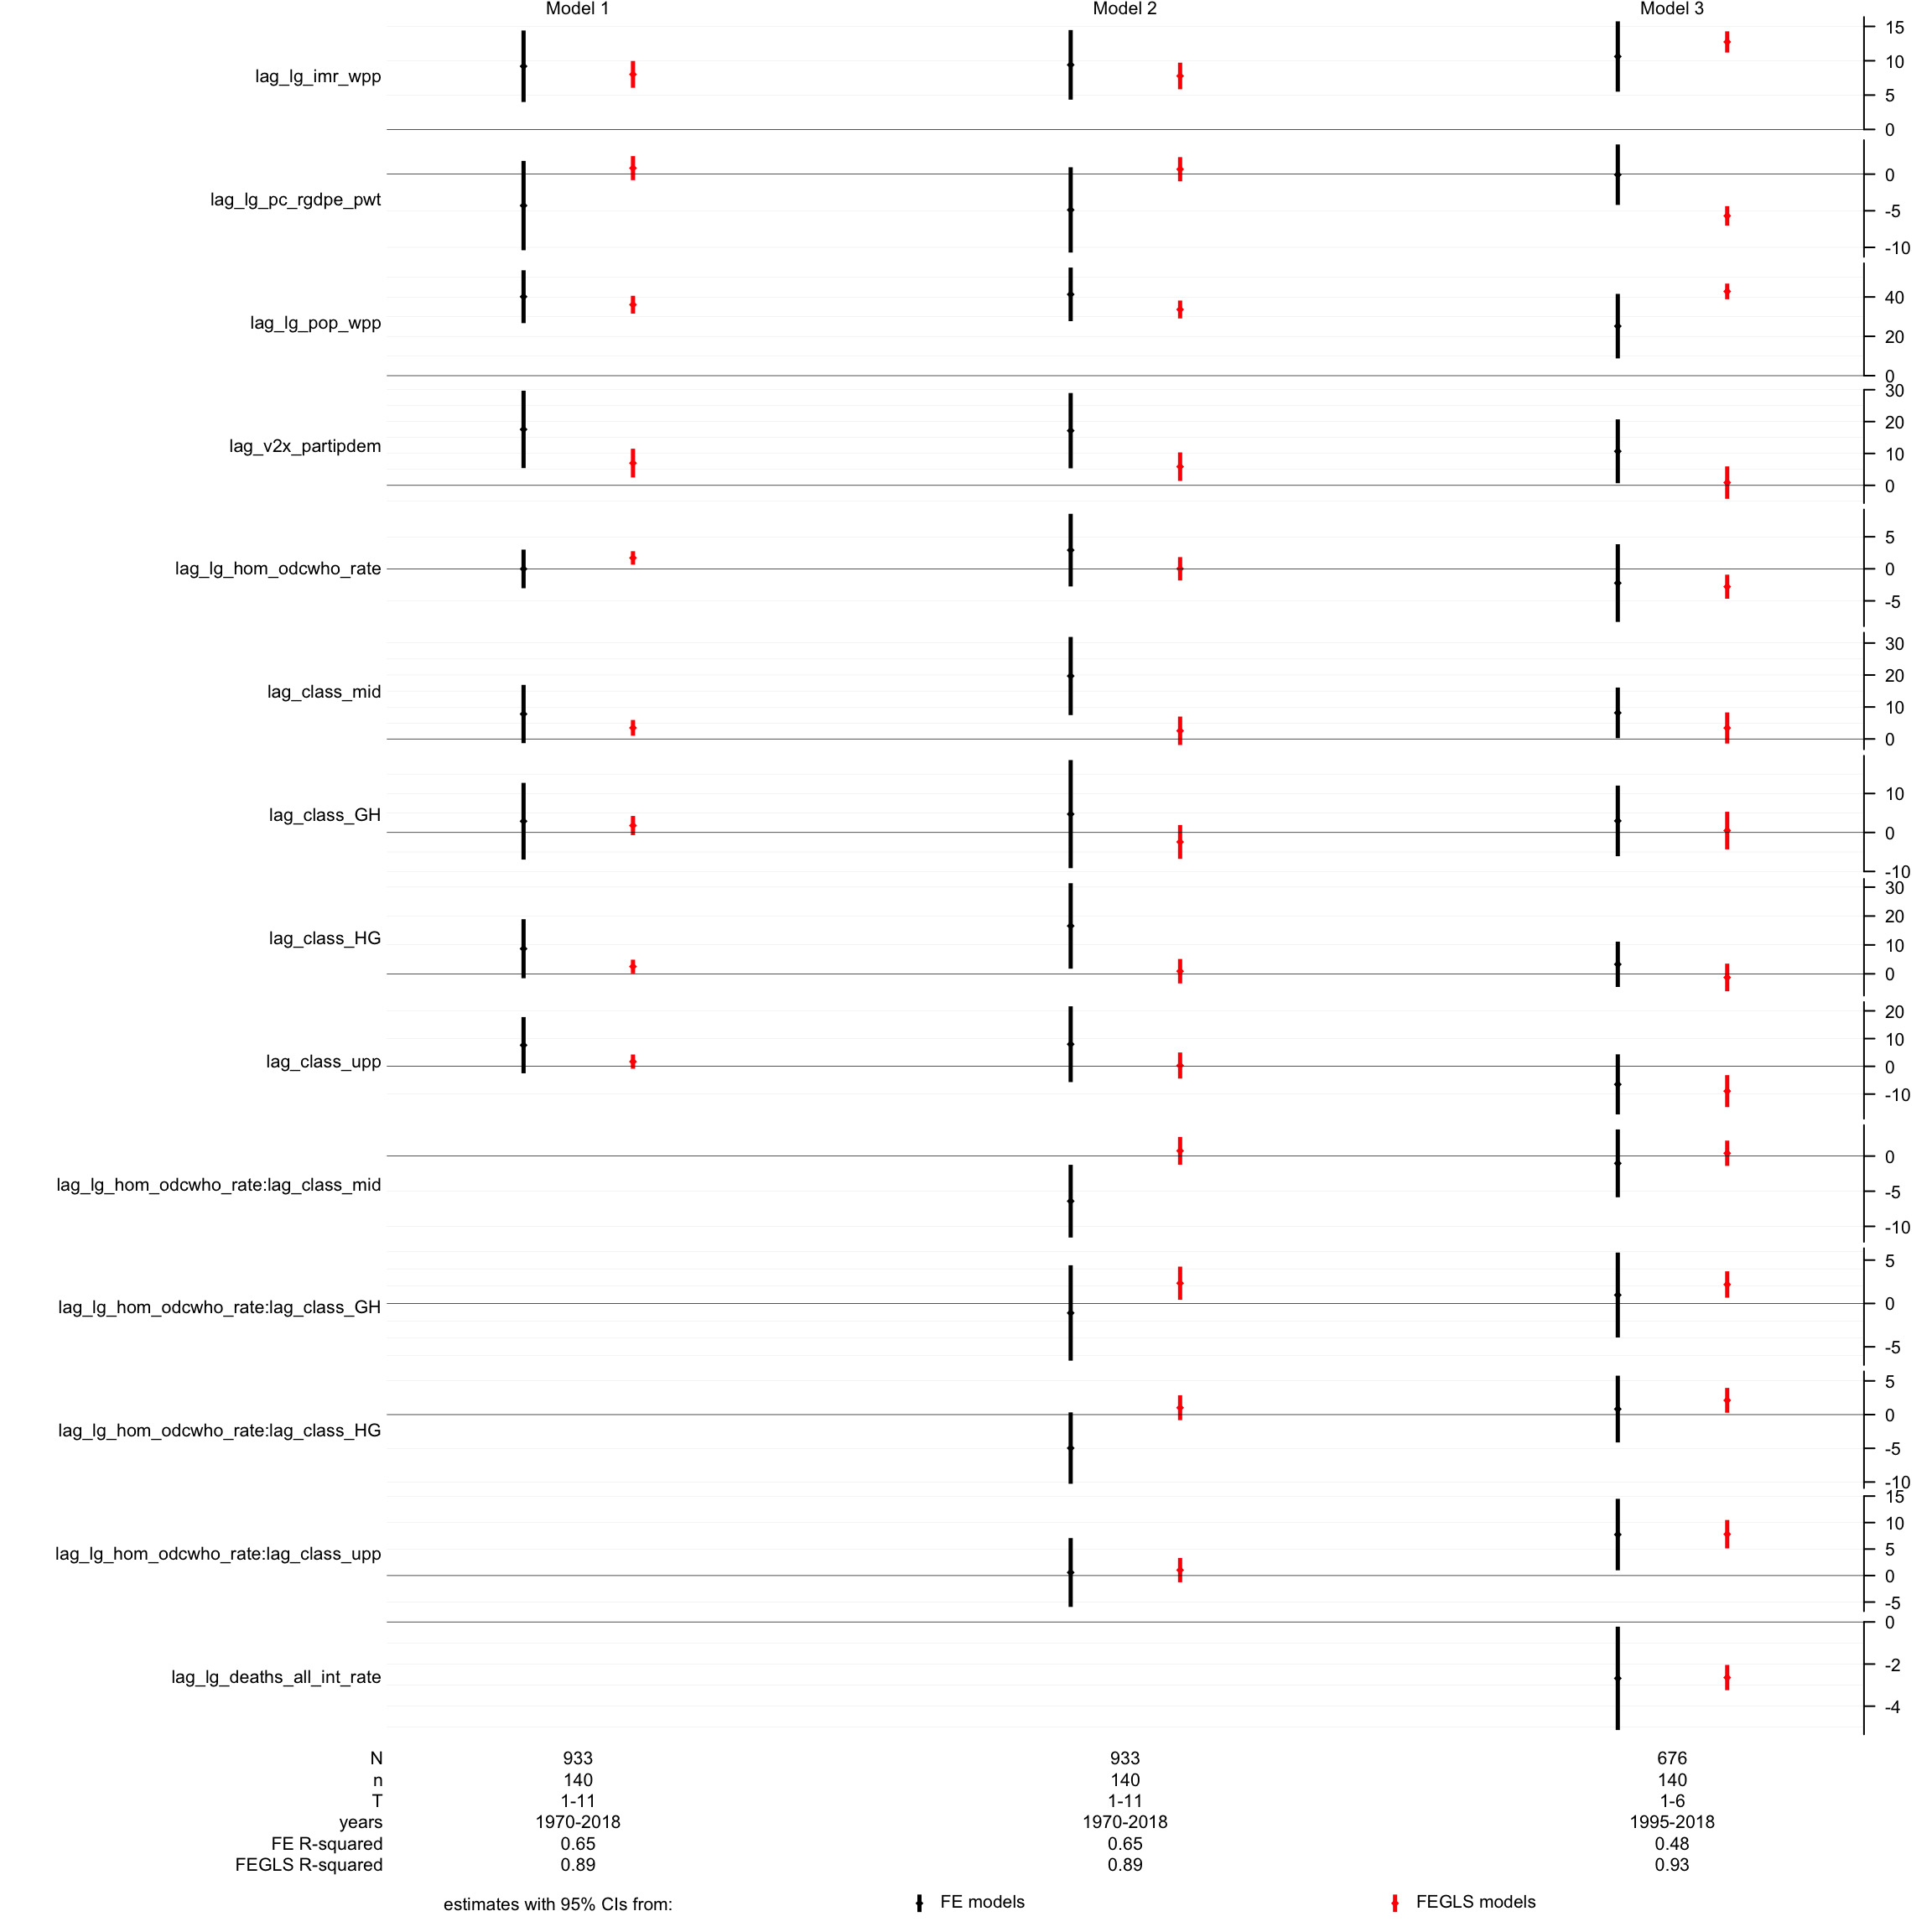 Model 1 Model 2 Model 3
lag_lg_imr_wpp
15
10
5
0
lag_lg_pc_rgdpe_pwt
0
-5
-10
lag_lg_pop_wpp
40
20
0
lag_v2x_partipdem
30
20
10
0
lag_lg_hom_odcwho_rate
5
0
-5
lag_class_mid
30
20
10
0
lag_class_GH
10
0
-10
lag_class_HG
30
20
10
0
lag_class_upp
20
10
0
-10
lag_lg_hom_odcwho_rate:lag_class_mid
0
-5
-10
lag_lg_hom_odcwho_rate:lag_class_GH
5
0
-5
lag_lg_hom_odcwho_rate:lag_class_HG
5
0
-5
-10
lag_lg_hom_odcwho_rate:lag_class_upp
15
10
5
0
-5
lag_lg_deaths_all_int_rate
0
-2
-4
N 933 933 676
n 140 140 140
T 1-11 1-11 1-6
years 1970-2018 1970-2018 1995-2018
FE R-squared 0.65 0.65 0.48
FEGLS R-squared 0.89 0.89 0.93
estimates with 95% CIs from: FE models FEGLS models